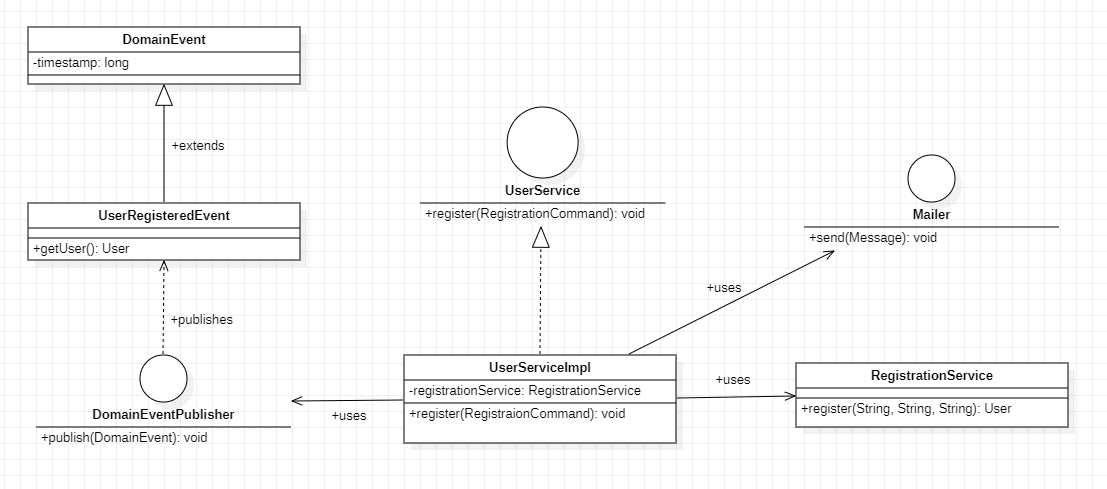 DomainEvent
-timestamp: long
+extends
UserRegisteredEvent
+getUser(): User
+publishes
DomainEventPublisher
+publish(DomainEvent): void
UserService
+register(RegistrationCommand): void
Mailer
+send(Message): void
+uses
UserServiceImpl
-registrationService: RegistrationService
+register(RegistraionCommand): void
+uses
+uses
RegistrationService
+register(String, String, String): User